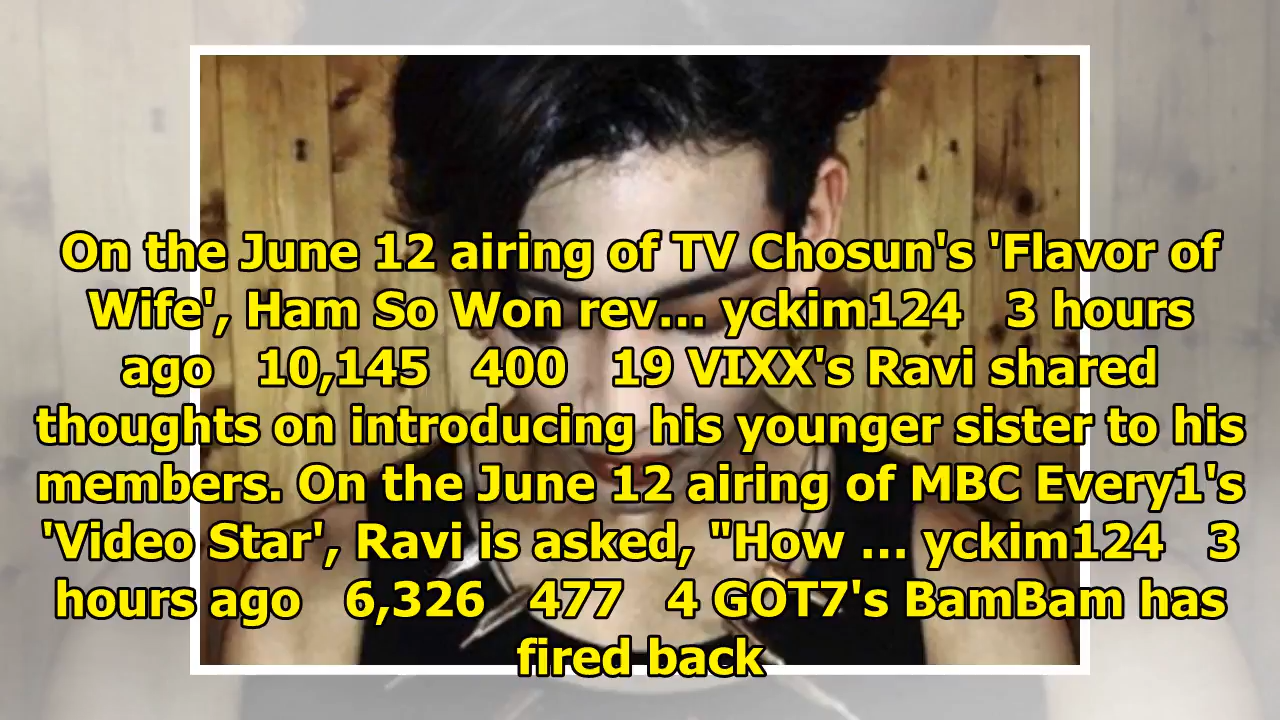 On the June 12 airing of TV Chosun's 'Flavor of
Wife', Ham So Won rev... yckim124 3 hours
ago 10,145 400 19 VIXX's Ravi shared
thoughts on introducing his younger sister to his
members. On the June 12 airing of MBC Every1's
'Video Star', Ravi is asked, "How ... yckim124 3
hours ago 6,326 477 4 GOT7's BamBam has
fired back